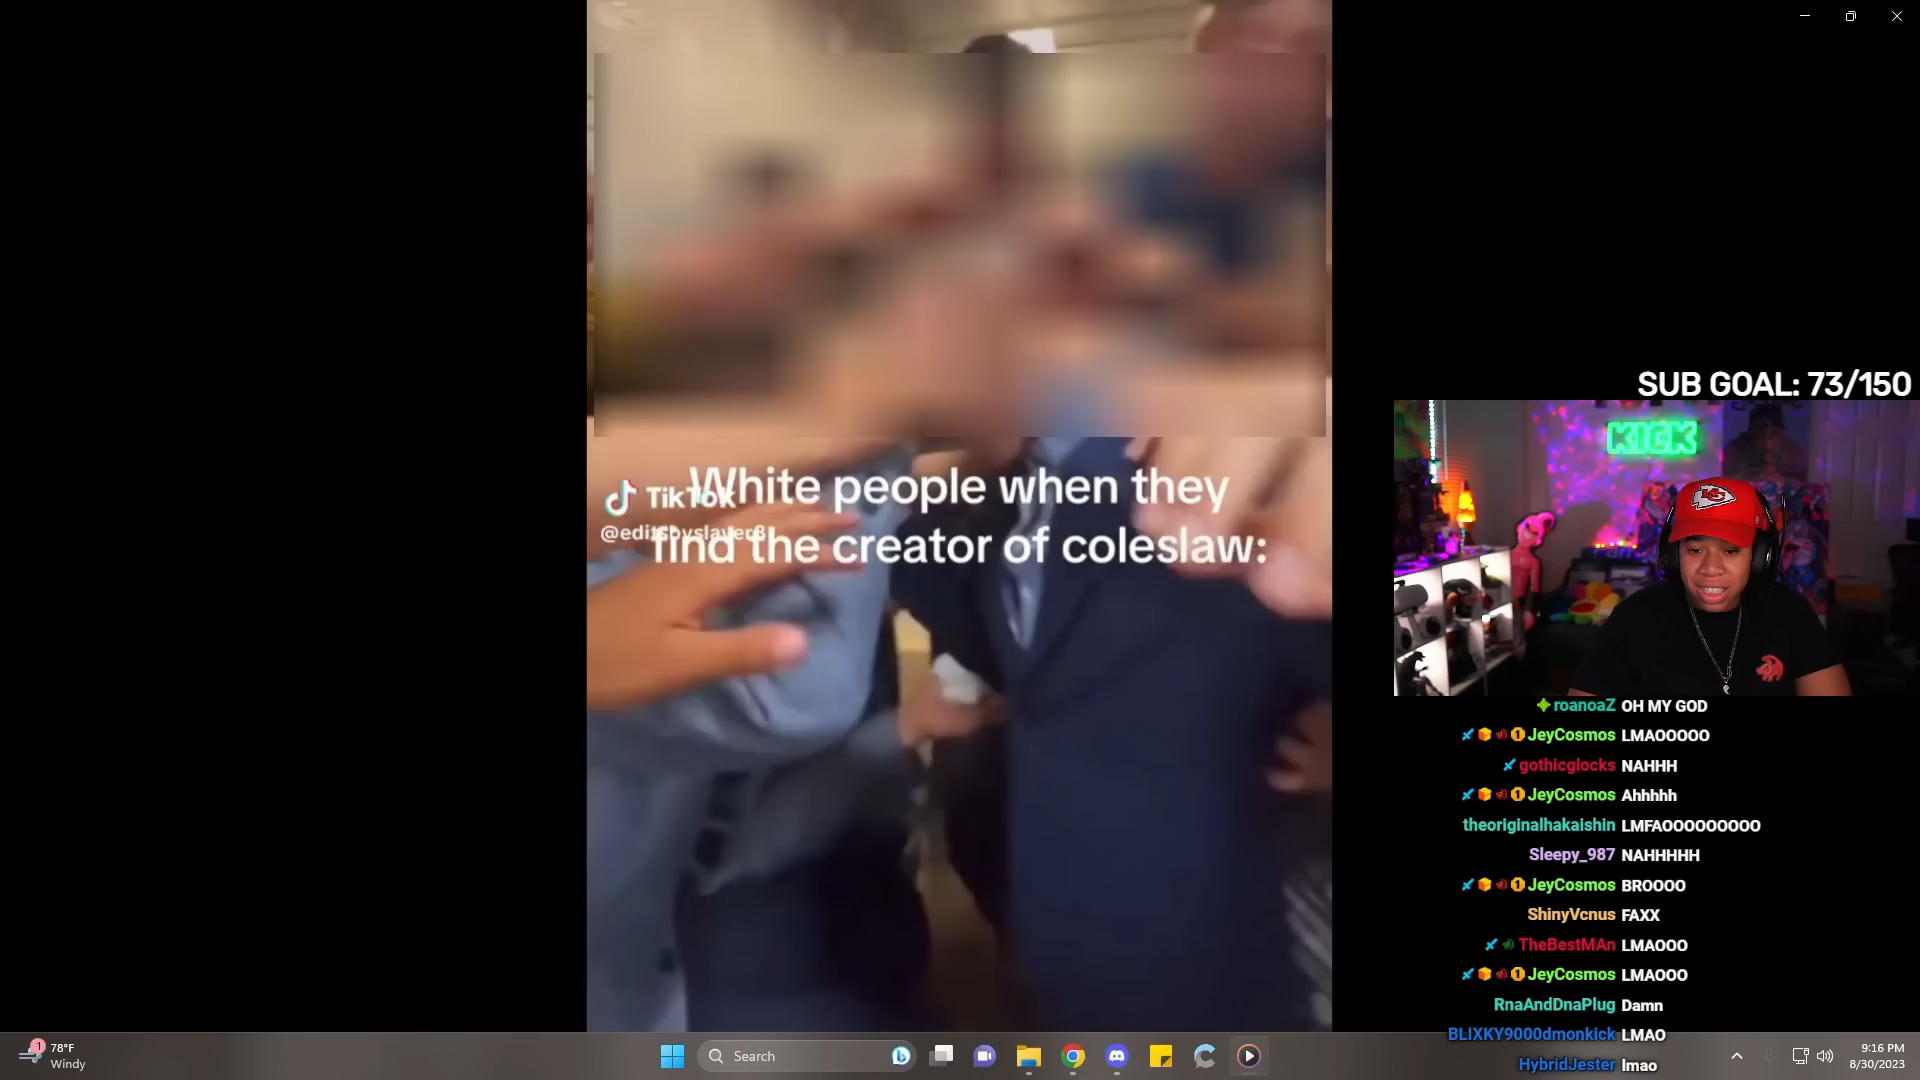 White people when they
find the creator of coleslaw:
TikTok
SUB GOAL: 73/150
KICK
KC
roanoaZ OH MY GOD
JeyCosmos LMAOOOOO
gothicglocks NAHHH
JeyCosmos Ahhhhh
theoriginalhakaishin LMFAOOOOOOOOO
Sleepy_987 NAHHHHH
JeyCosmos BROOOO
ShinyVcnus FAXX
TheBestMAn LMAOOO
JeyCosmos LMAOOO
RnaAndDnaPlug Damn
BLIXKY9000dmonkick LMAO
HybridJester lmao
1
78°F
Windy
Search
9:16 PM
8/30/2023